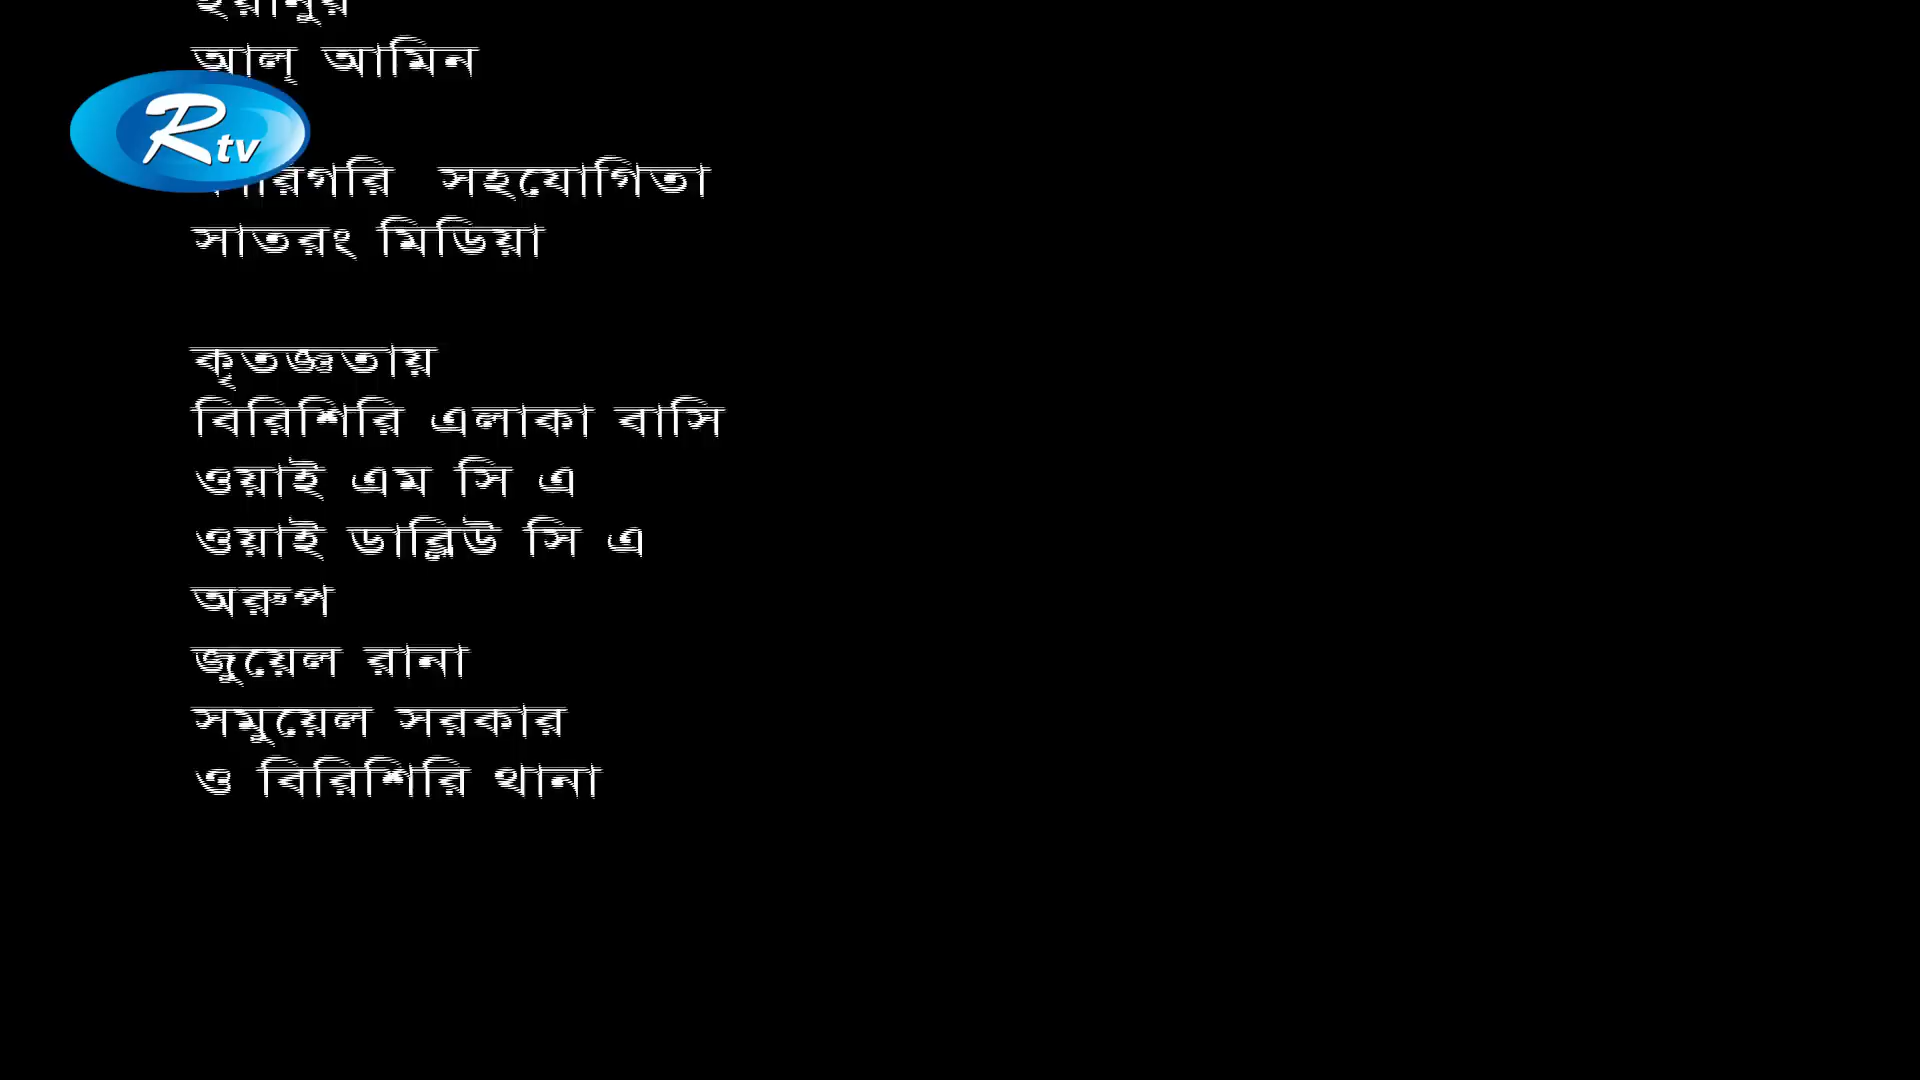 আল্ আমিন
Rtv
সহযোগিতা
সাতরং মিডিয়া
কৃতজ্ঞতায়
বিরিশিরি এলাকা বাসি
ওয়াই এম সি এ
ওয়াই ডাব্লিউ সি এ
অরুপ
জুয়েল রানা
সমুয়েল সরকার
ও বিরিশিরি থানা